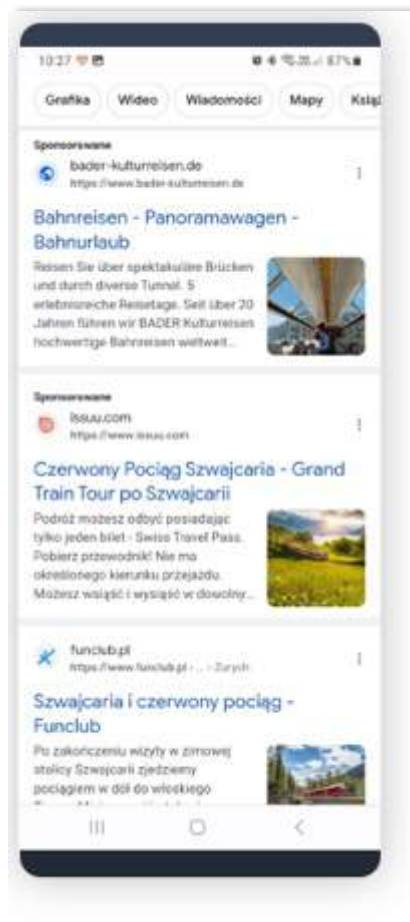 10:27
87%
Grafika Wideo Wiadomości Mapy Książ
Sponsorowane
bader-kulturreisen.de
https://www.bader-kulturreisen.de
Bahnreisen - Panoramawagen -
Bahnurlaub
Reisen Sie über spektakuläre Brücken
und durch diverse Tunnel. 5
erlebnisreiche Reisetage. Seit über 20
Jahren führen wir BADER Kulturreisen
hochwertige Bahnreisen weltweit...
Sponsorowane
issuu.com
https://www.issuu.com
Czerwony Pociąg Szwajcaria - Grand
Train Tour po Szwajcarii
Podróż możesz odbyć posiadając
tylko jeden bilet - Swiss Travel Pass.
Pobierz przewodnik! Nie ma
określonego kierunku przejazdu.
Możesz wsiąść i wysiąść w dowolny...
funclub.pl
https://www.funclub.pl › ... › Zurych
Szwajcaria i czerwony pociąg -
Funclub
Po zakończeniu wizyty w zimowej
stolicy Szwajcarii zjedziemy
pociągiem w dół do włoskiego